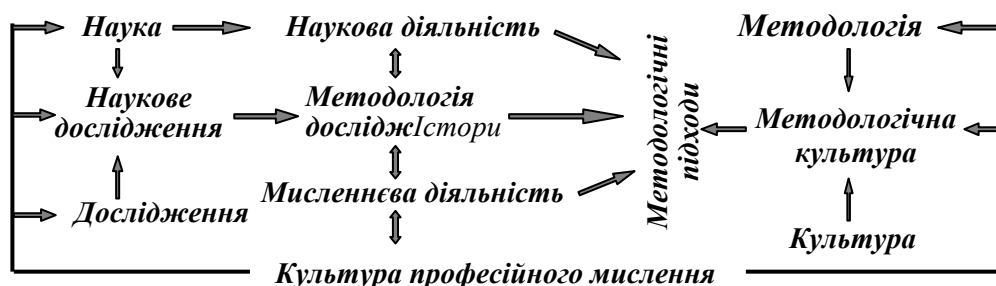 Наука
Наукова діяльність
Методологія
Наукове
дослідження
Методологія
досліджІстори
Методологічні
підходи
Методологічна
культура
Дослідження
Мисленнєва діяльність
Культура
Культура професійного мислення